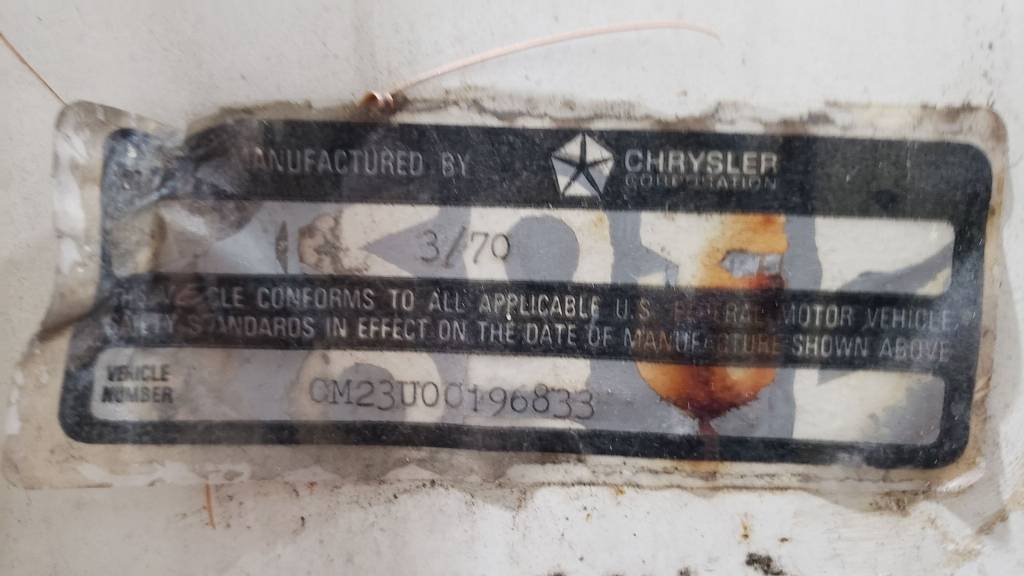 MANUFACTURED BY CHRYSLER CORPORATION
3/70
THIS VEHICLE CONFORMS TO ALL APPLICABLE U.S. FEDERAL MOTOR VEHICLE
SAFETY STANDARDS IN EFFECT ON THE DATE OF MANUFACTURE SHOWN ABOVE
VEHICLE NUMBER CM23U0C196833